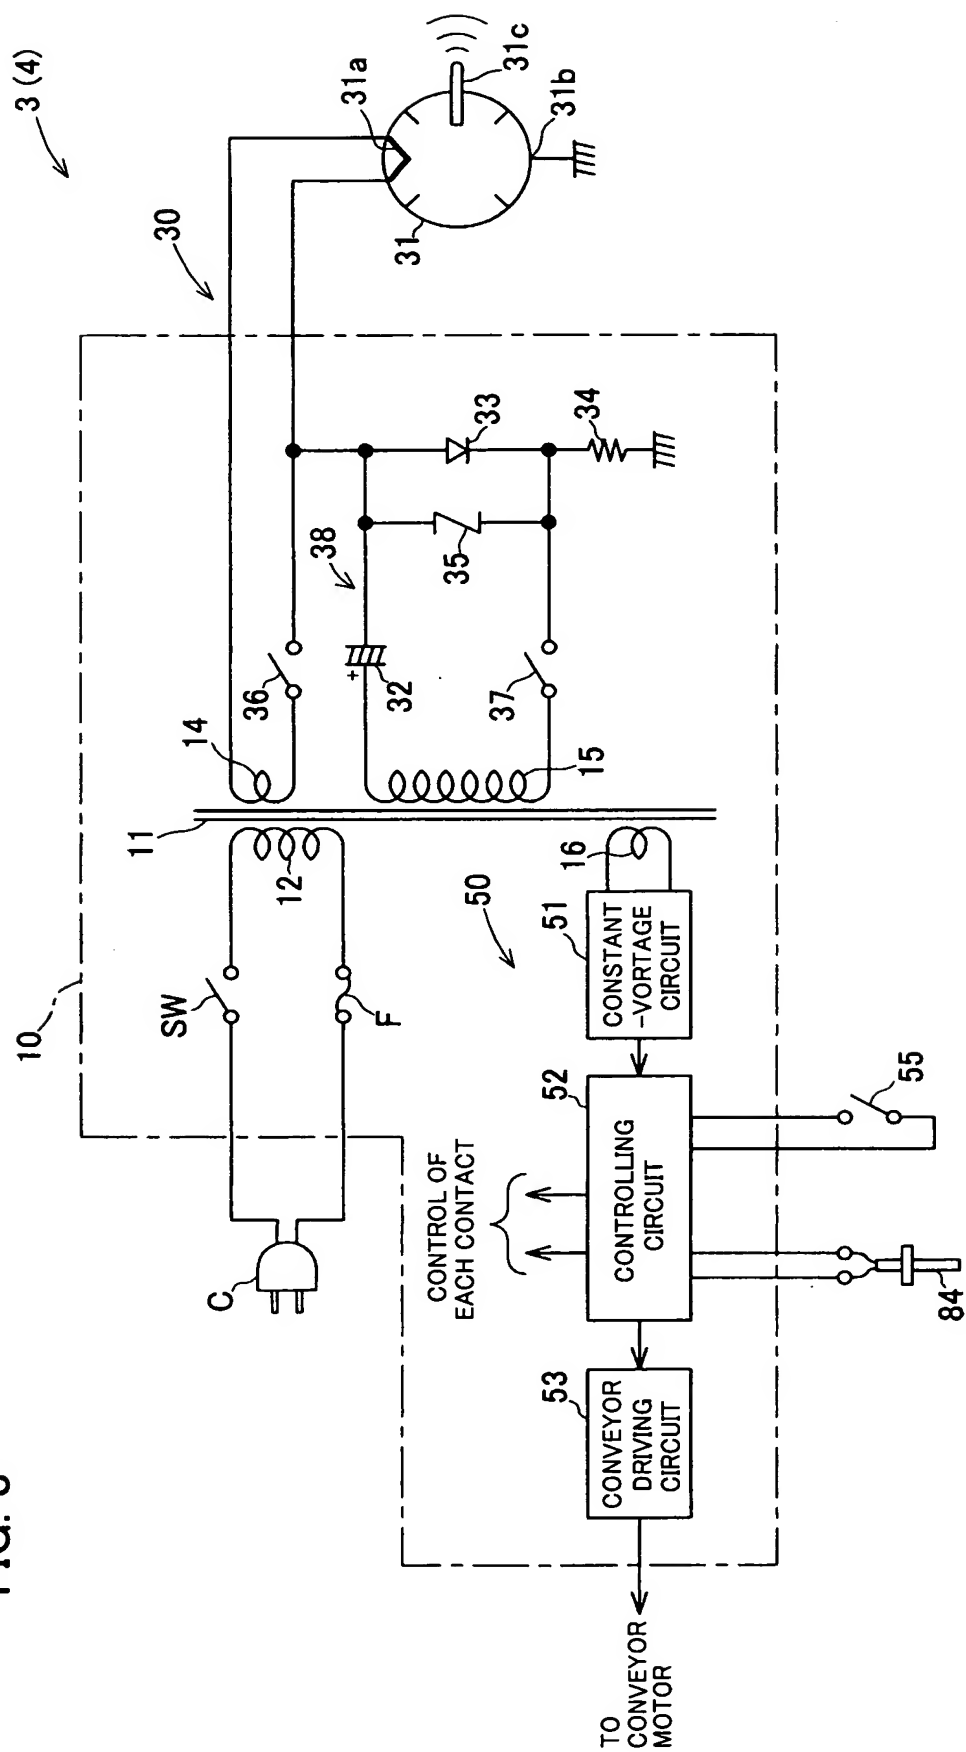 FIG.
3 (4)
10
11
SW
14
30
C
12
36
31a
F
38
32
31
31c
CONTROL OF
EACH CONTACT
50
35
33
37
31b
15
34
53
52
51
16
CONVEYOR
DRIVING
CIRCUIT
CONTROLLING
CIRCUIT
CONSTANT
-VORTAGE
CIRCUIT
TO
CONVEYOR
MOTOR
84
55